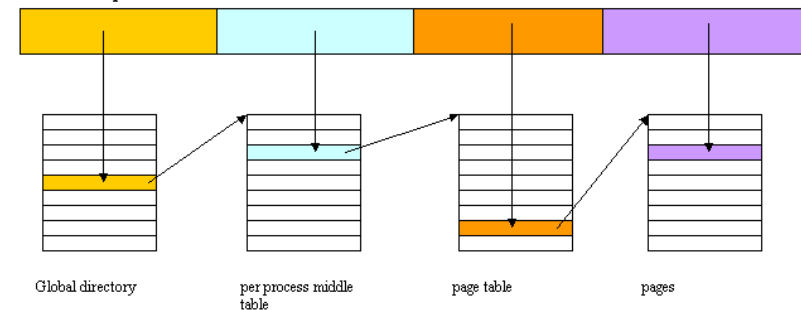 Global directory
per process middle
table
page table
pages